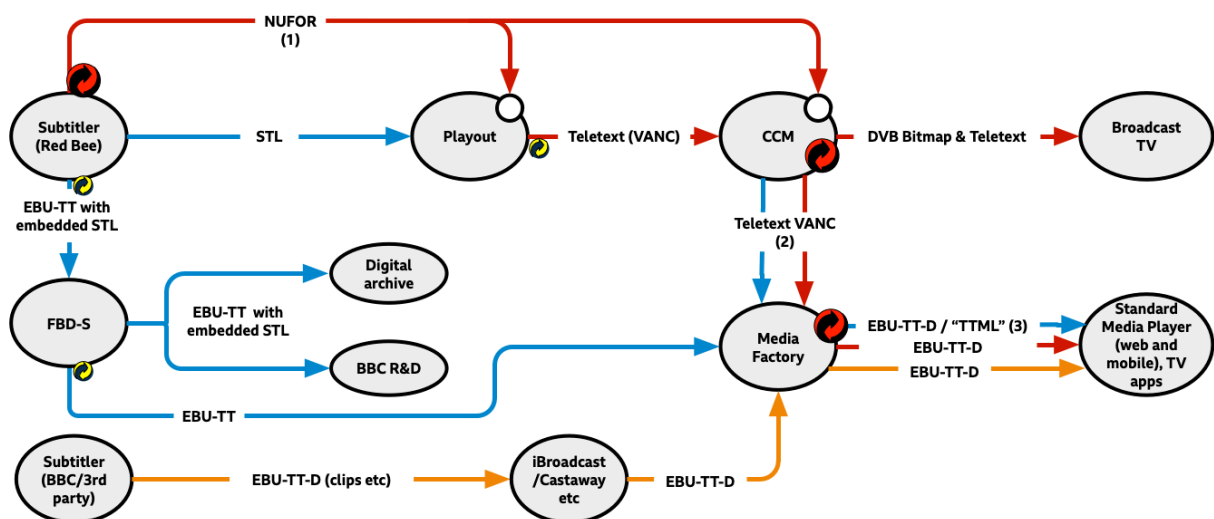 NUFOR
(1)
Subtitler
(Red Bee)
STL
Playout
Teletext (VANC)
CCM
DVB Bitmap & Teletext
Broadcast
TV
EBU-TT with
embedded STL
Teletext VANC
(2)
Digital
archive
FBD-S
EBU-TT  with
embedded STL
BBC R&D
Media
Factory
EBU-TT-D / “TTML” (3)
EBU-TT-D
EBU-TT-D
Standard
Media Player
(web and
mobile), TV
apps
EBU-TT
Subtitler
(BBC/3rd
party)
EBU-TT-D (clips etc)
iBroadcast
/Castaway
etc
EBU-TT-D